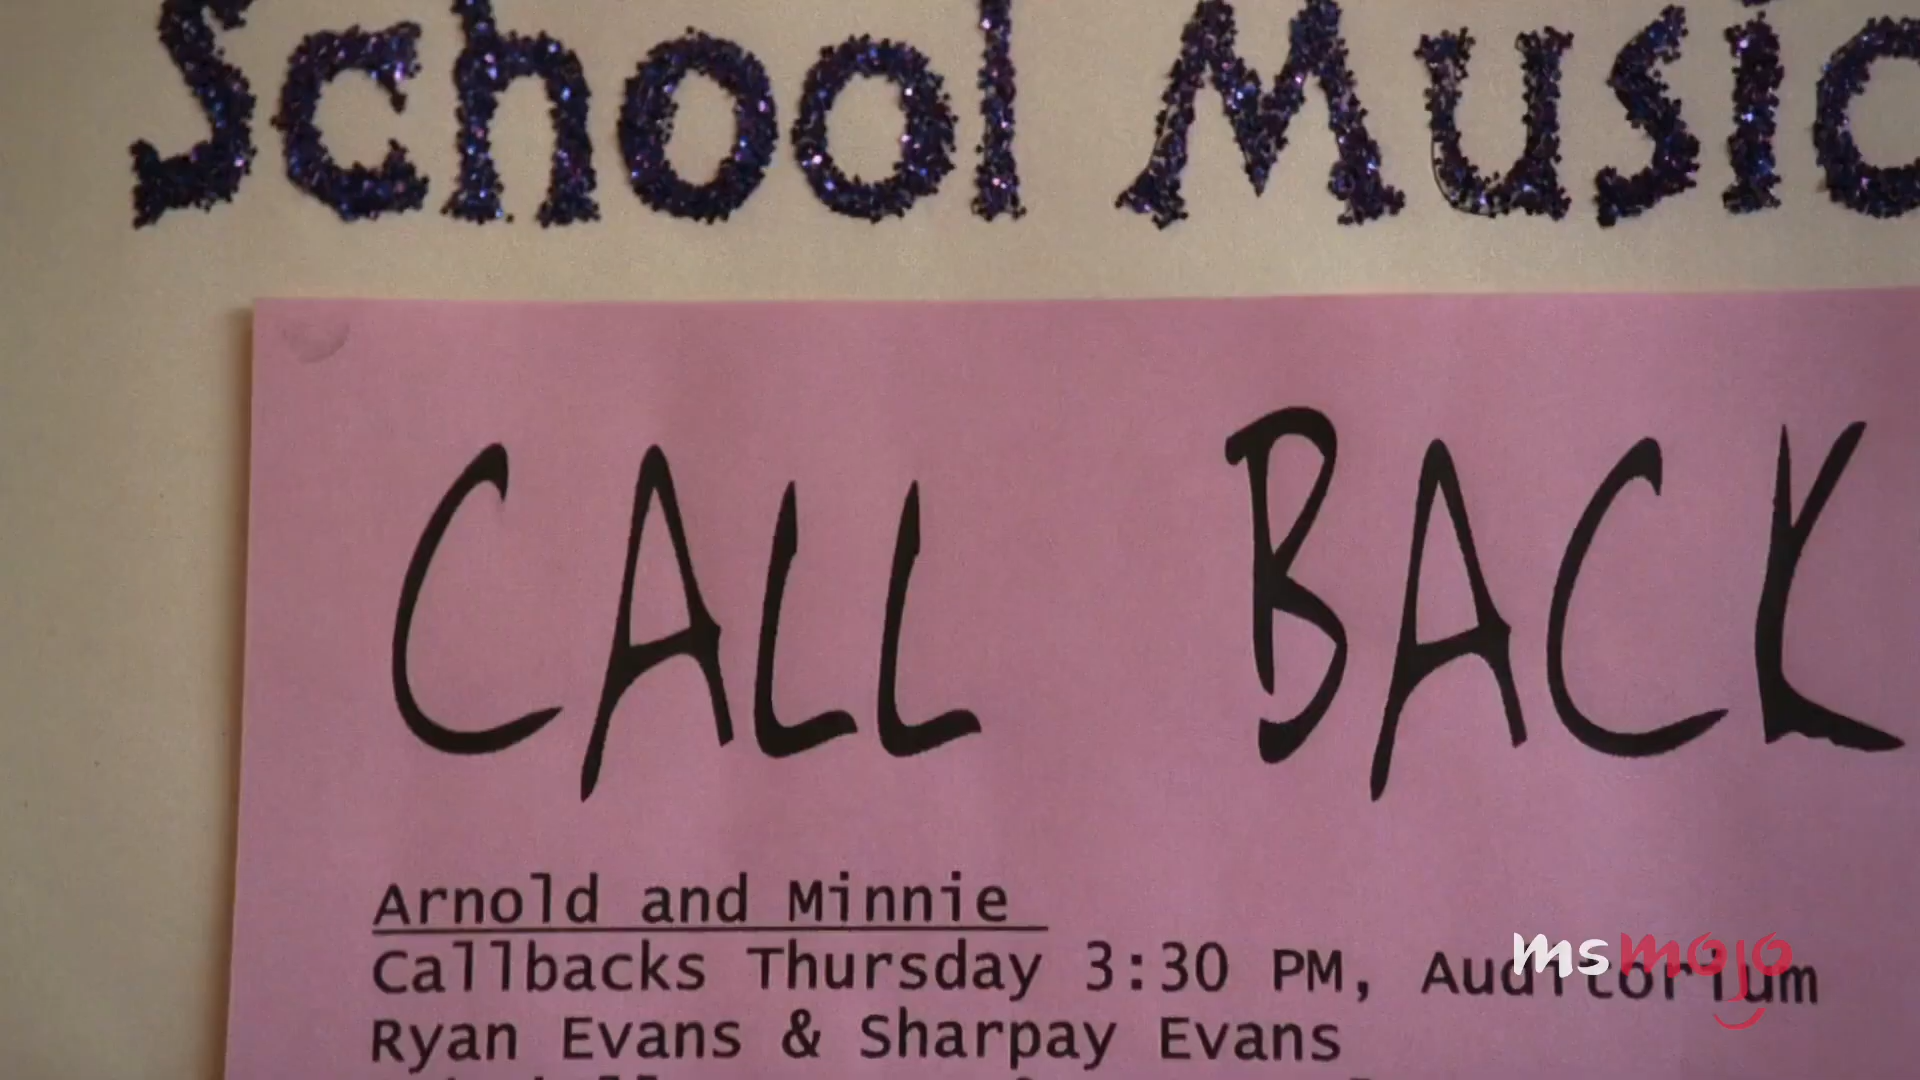 School Music
CALL BACK
Arnold and Minnie
Callbacks Thursday 3:30 PM, Auditorium
Ryan Evans & Sharpay Evans
msmojo